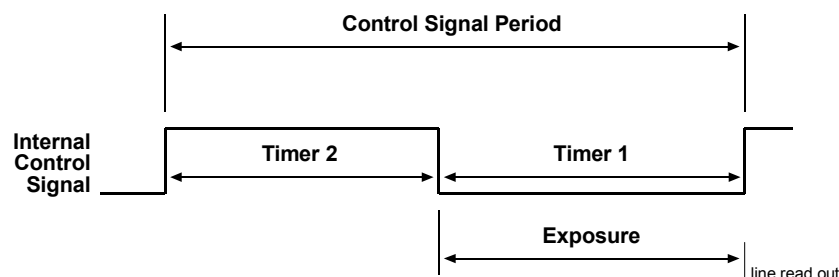 Control Signal Period
Internal
Control
Signal
Timer 2
Timer 1
Exposure
line read out